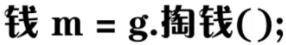 钱 m = g.掏钱();